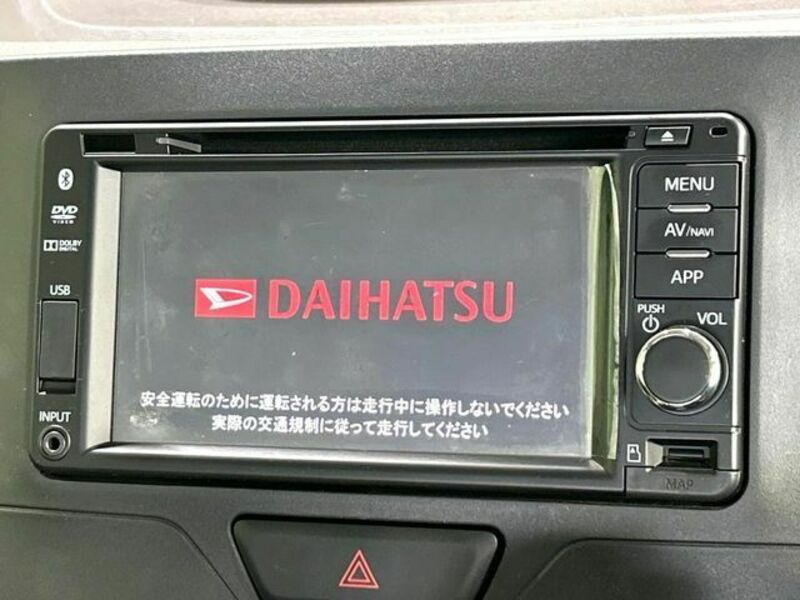 DVD
VIDEO
DOLBY
DIGITAL
USB
INPUT
DAIHATSU
安全運転のために運転される方は走行中に操作しないでください
実際の交通規制に従って走行してください
MENU
AV/NAVI
APP
PUSH
VOL
MAP